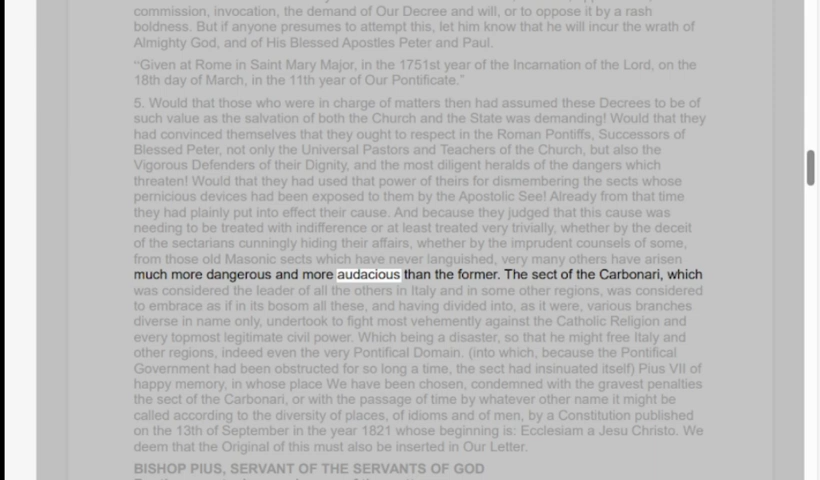 commission, invocation, the demand of Our Decree and will, or to oppose it by a rash
boldness. But if anyone presumes to attempt this, let him know that he will incur the wrath of
Almighty God, and of His Blessed Apostles Peter and Paul.
“Given at Rome in Saint Mary Major, in the 1751st year of the Incarnation of the Lord, on the
18th day of March, in the 11th year of Our Pontificate.”
5. Would that those who were in charge of matters then had assumed these Decrees to be of
such value as the salvation of both the Church and the State was demanding! Would that they
had convinced themselves that they ought to respect in the Roman Pontiffs, Successors of
Blessed Peter, not only the Universal Pastors and Teachers of the Church, but also the
Vigorous Defenders of their Dignity, and the most diligent heralds of the dangers which
threaten! Would that they had used that power of theirs for dismembering the sects whose
pernicious devices had been exposed to them by the Apostolic See! Already from that time
they had plainly put into effect their cause. And because they judged that this cause was
needing to be treated with indifference or at least treated very trivially, whether by the deceit
of the sectarians cunningly hiding their affairs, whether by the imprudent counsels of some,
from those old Masonic sects which have never languished, very many others have arisen
much more dangerous and more audacious than the former. The sect of the Carbonari, which
was considered the leader of all the others in Italy and in some other regions, was considered
to embrace as if in its bosom all these, and having divided into, as it were, various branches
diverse in name only, undertook to fight most vehemently against the Catholic Religion and
every topmost legitimate civil power. Which being a disaster, so that he might free Italy and
other regions, indeed even the very Pontifical Domain. (into which, because the Pontifical
Government had been obstructed for so long a time, the sect had insinuated itself) Pius VII of
happy memory, in whose place We have been chosen, condemned with the gravest penalties
the sect of the Carbonari, or with the passage of time by whatever other name it might be
called according to the diversity of places, of idioms and of men, by a Constitution published
on the 13th of September in the year 1821 whose beginning is: Ecclesiam a Jesu Christo. We
deem that the Original of this must also be inserted in Our Letter.
BISHOP PIUS, SERVANT OF THE SERVANTS OF GOD